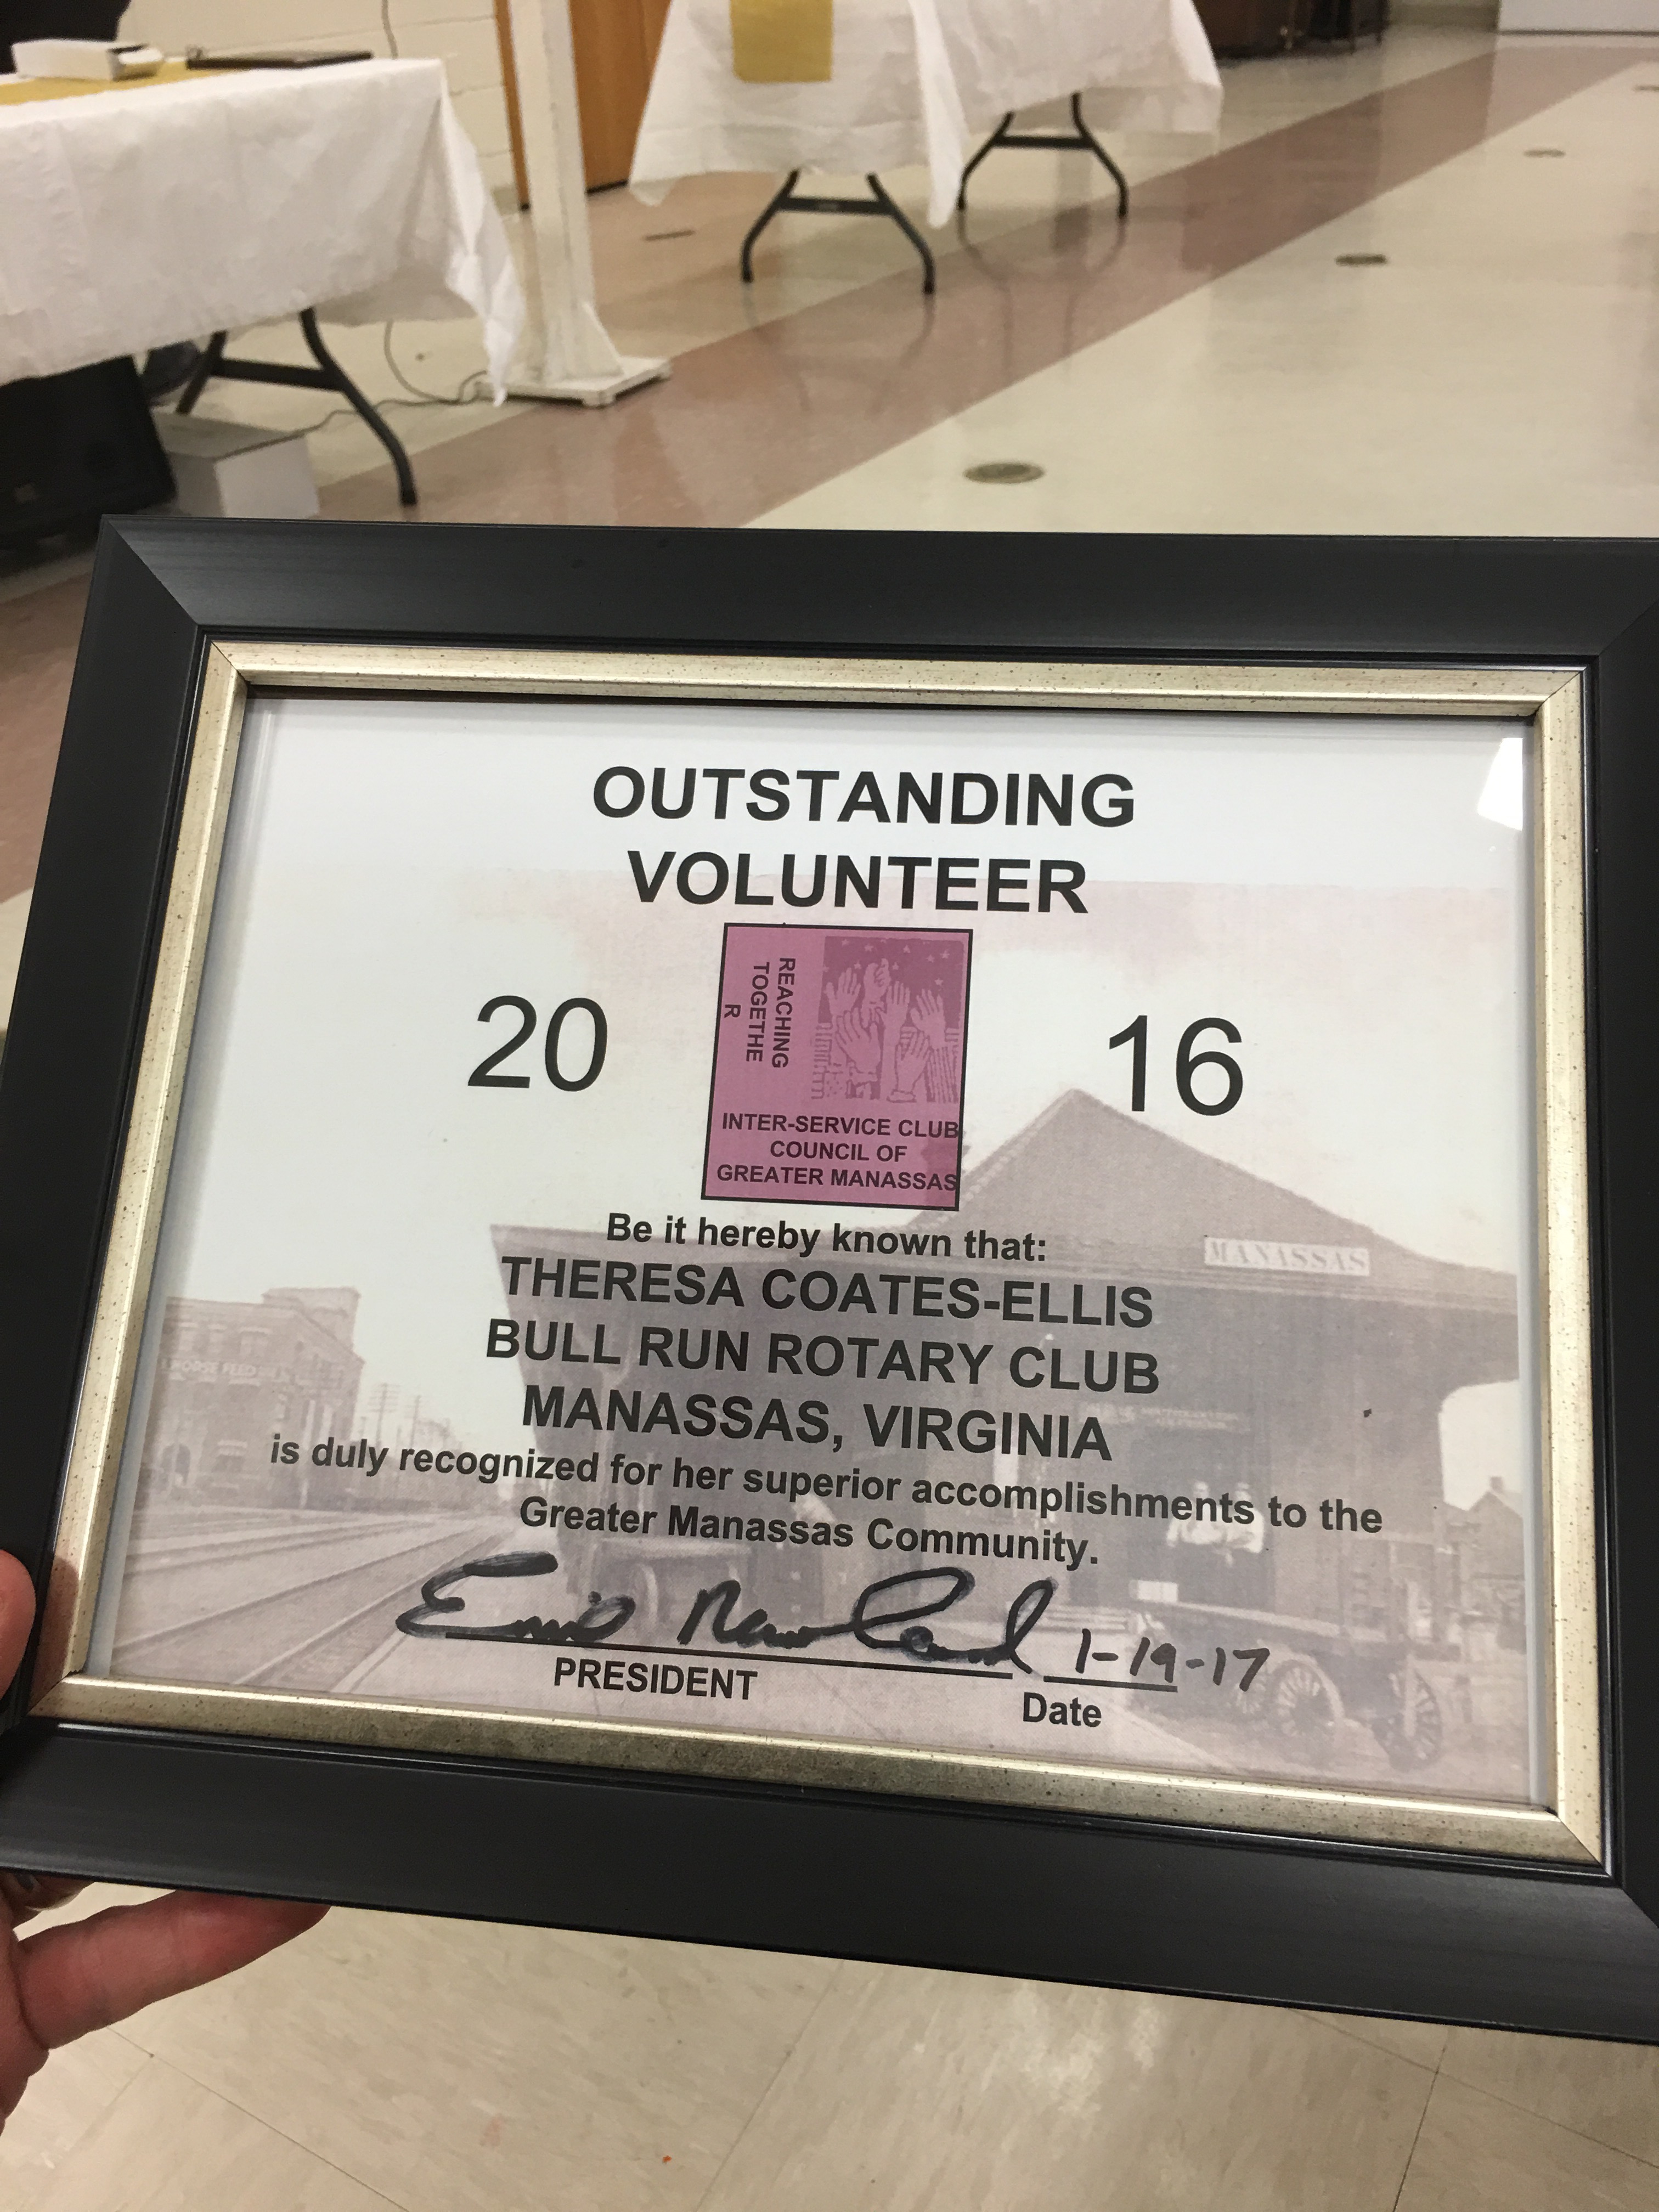 OUTSTANDING
VOLUNTEER
20
16
REACHING
TOGETHE
R
INTER-SERVICE CLUB
COUNCIL OF
GREATER MANASSAS
Be it hereby known that:
MANASSAS
THERESA COATES-ELLIS
BULL RUN ROTARY CLUB
MANASSAS, VIRGINIA
is duly recognized for her superior accomplishments to the
Greater Manassas Community.
1-19-17
PRESIDENT
Date